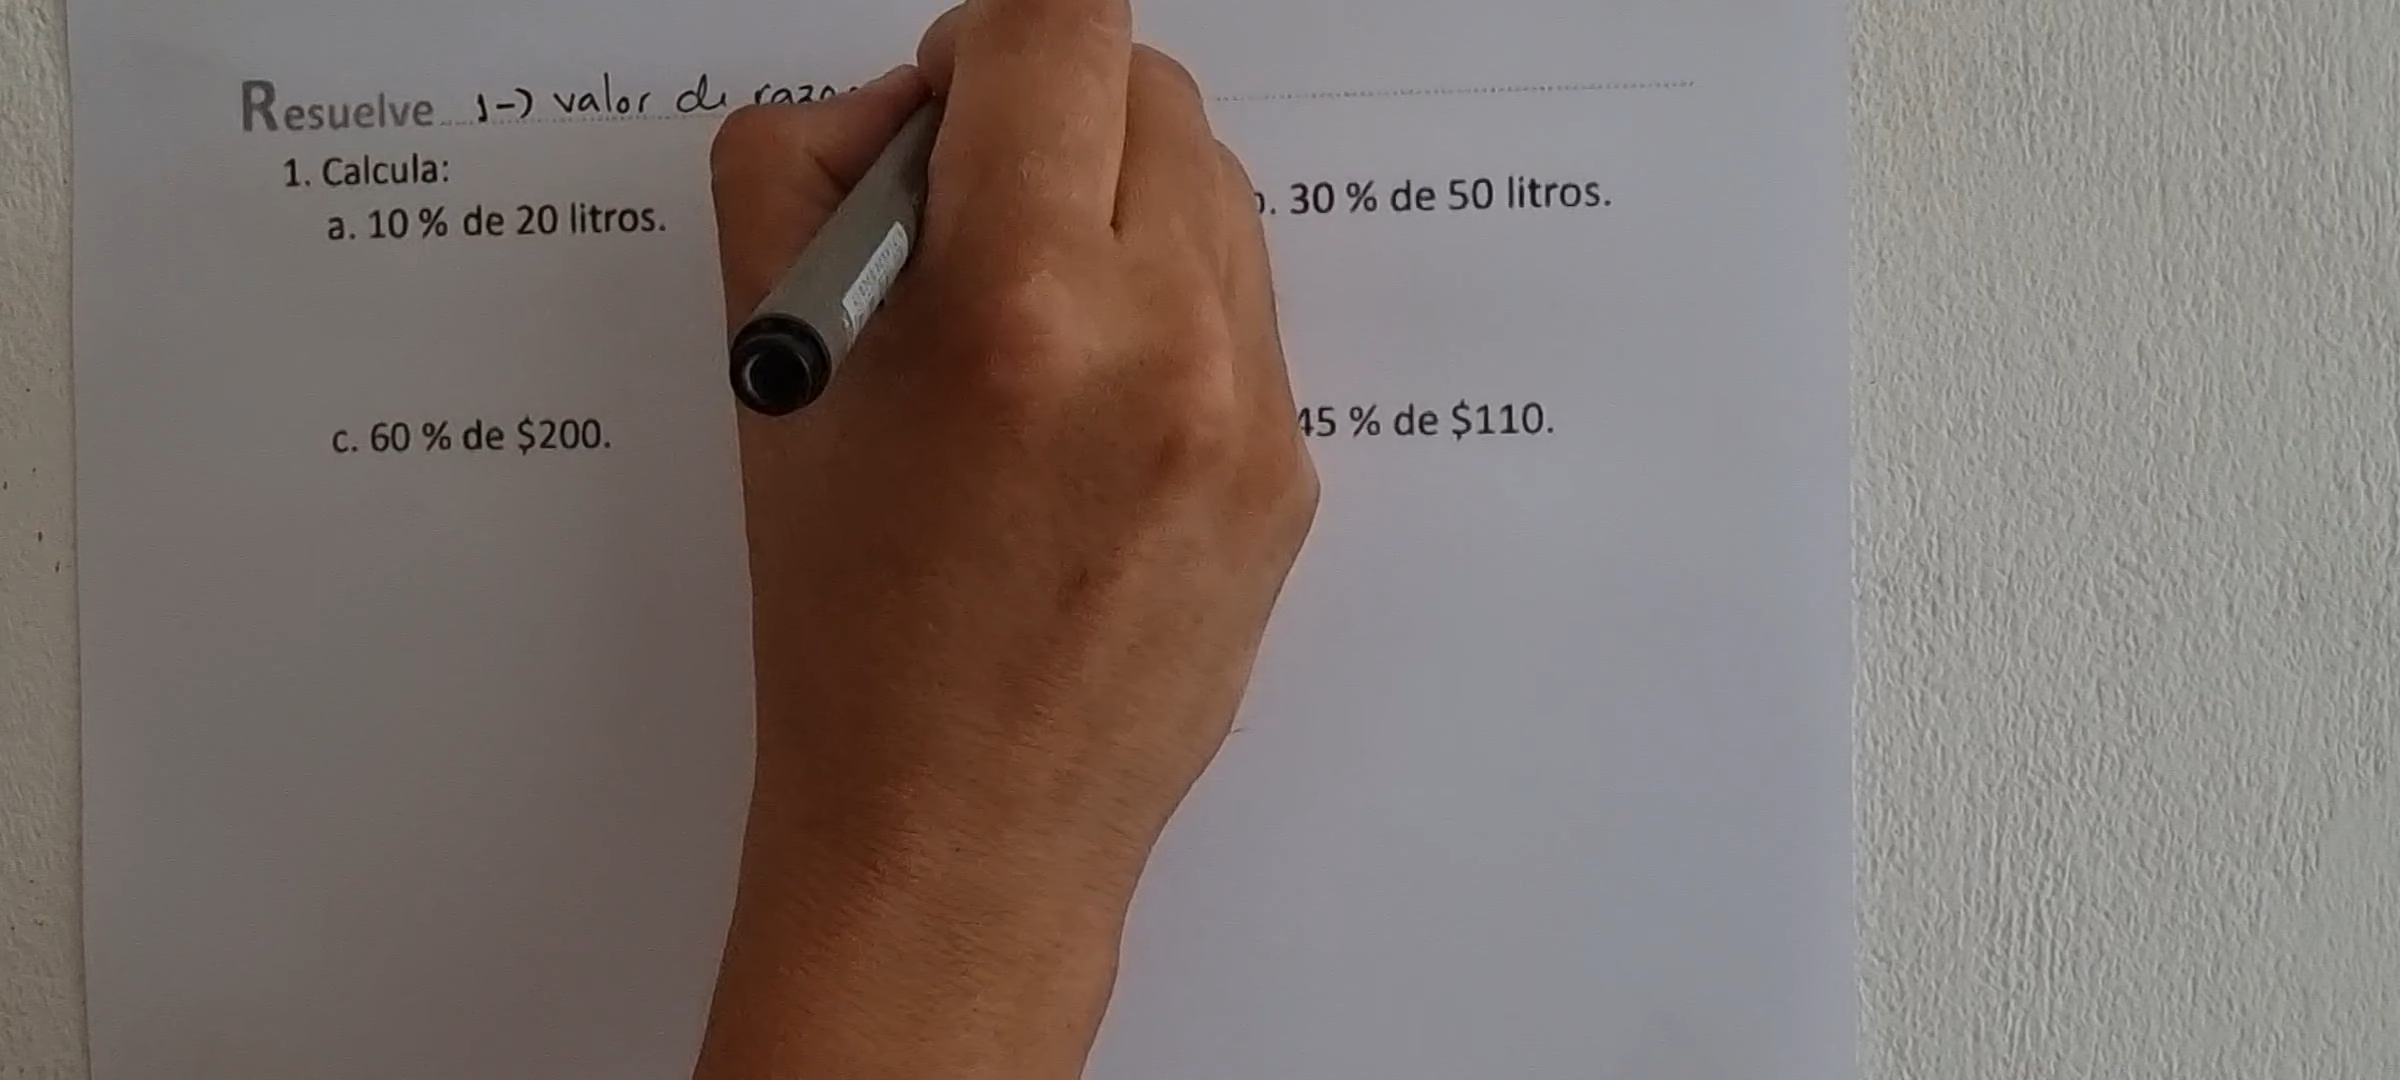 Resuelve 1-) valor de
1. Calcula:
a. 10 % de 20 litros.
. 30 % de 50 litros.
c. 60 % de $200.
45 % de $110.